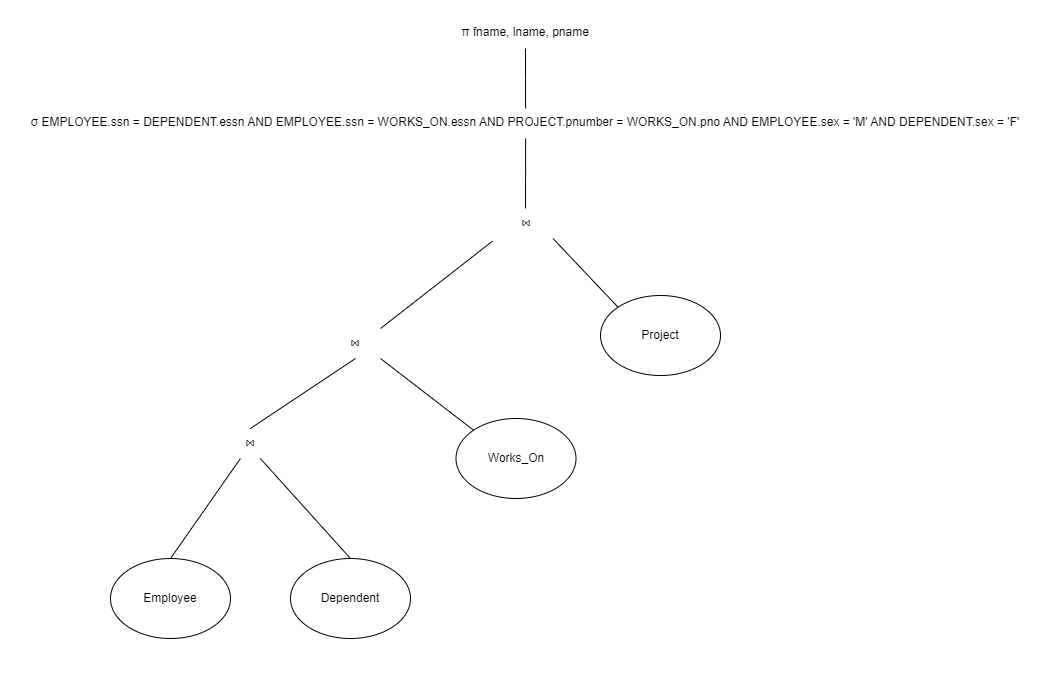 π fname, lname, pname
σ EMPLOYEE.ssn = DEPENDENT.essn AND EMPLOYEE.ssn = WORKS_ON.essn AND PROJECT.pnumber = WORKS_ON.pno AND EMPLOYEE.sex = 'M' AND DEPENDENT.sex = 'F'
⋈
Project
⋈
Works_On
⋈
Employee
Dependent